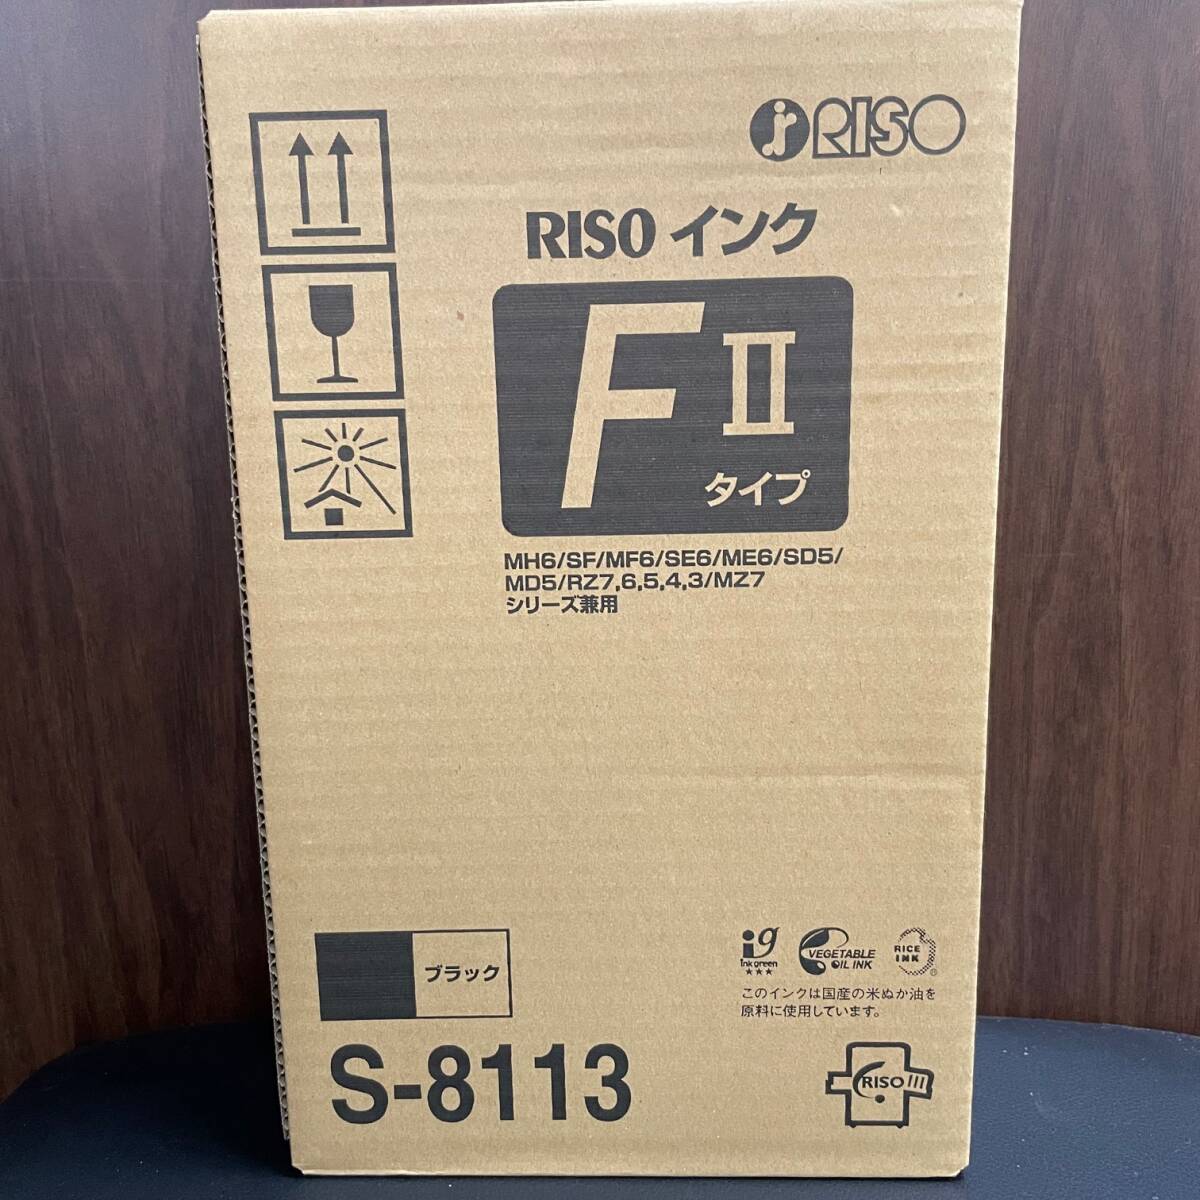 RISO
RISO インク
F II
タイプ
MH6/SF/MF6/SE6/ME6/SD5/
MD5/RZ7,6,5,4,3/MZ7
シリーズ兼用
ブラック
S-8113
ig
ink green
★★★
VEGETABLE
OIL INK
RICE
INK
®
このインクは国産の米ぬか油を
原料に使用しています。
RISO